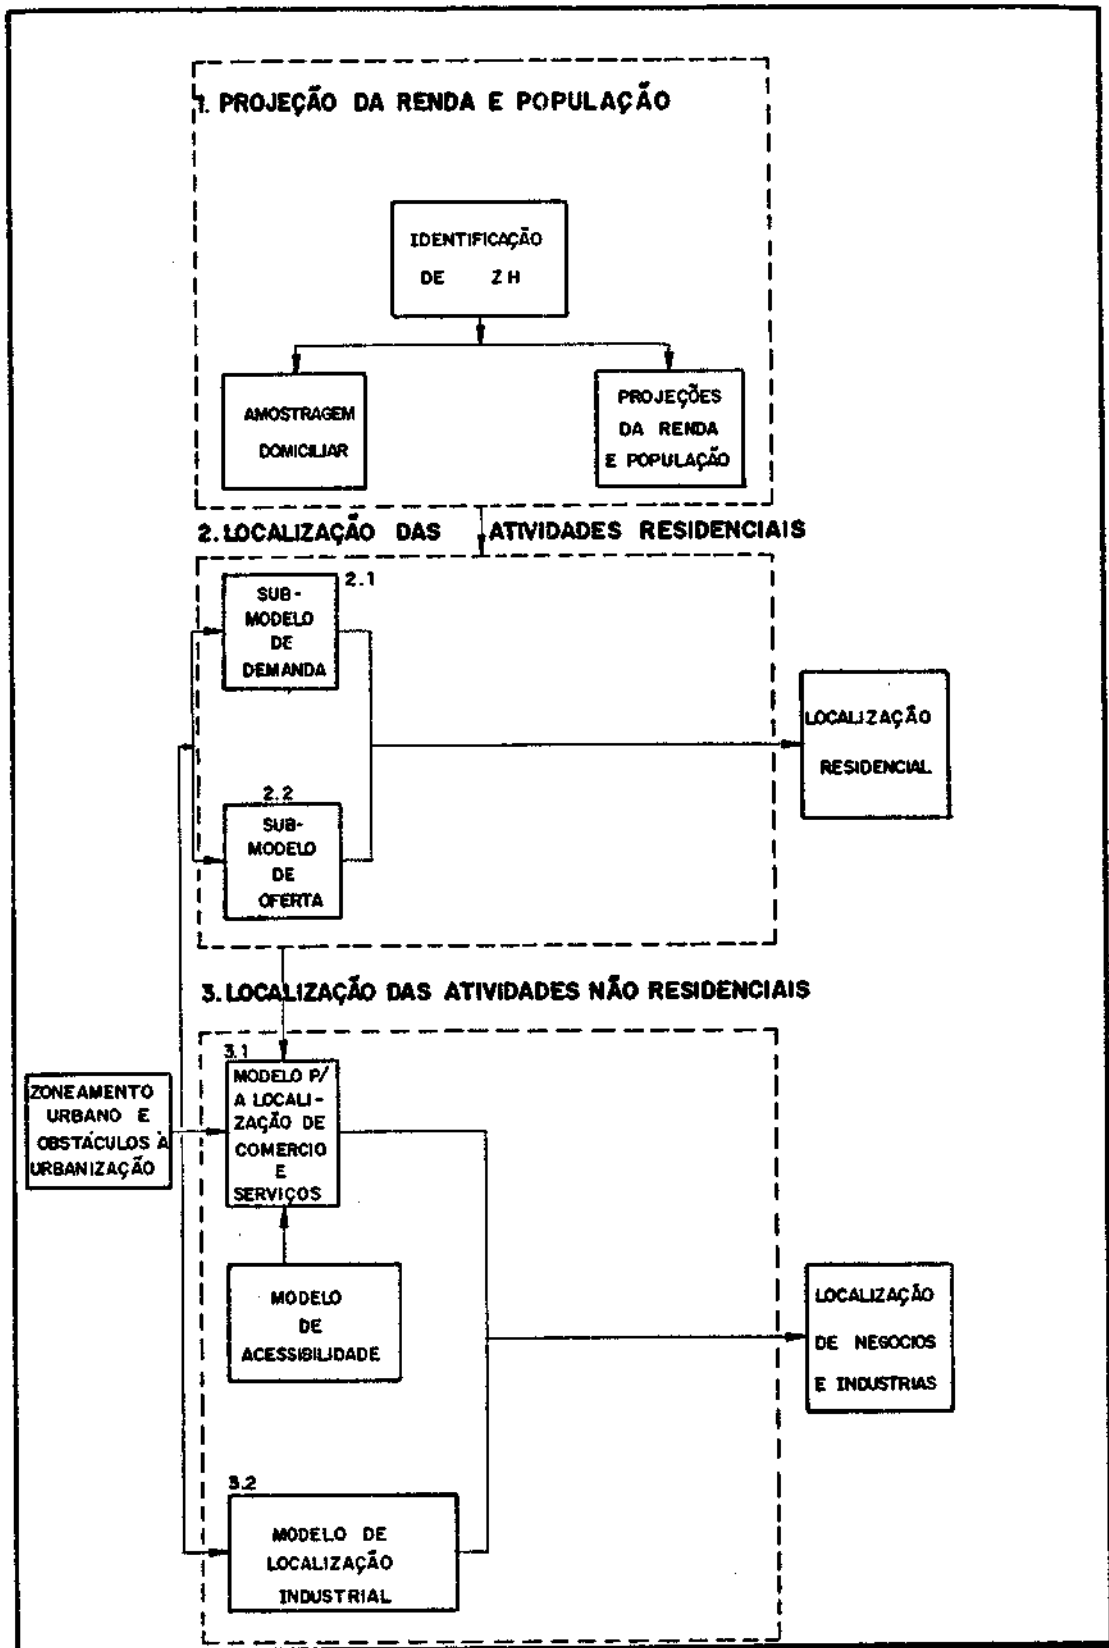 1. PROJEÇÃO DA RENDA E POPULAÇÃO
IDENTIFICAÇÃO
DE ZH
AMOSTRAGEM
DOMICILIAR
PROJEÇÕES
DA RENDA
E POPULAÇÃO
2. LOCALIZAÇÃO DAS ATIVIDADES RESIDENCIAIS
2.1
SUB-
MODELO
DE
DEMANDA
LOCALIZAÇÃO
RESIDENCIAL
2.2
SUB-
MODELO
DE
OFERTA
3. LOCALIZAÇÃO DAS ATIVIDADES NÃO RESIDENCIAIS
3.1
MODELO P/
A LOCALI-
ZAÇÃO DE
COMERCIO
E
SERVIÇOS
ZONEAMENTO
URBANO E
OBSTÁCULOS À
URBANIZAÇÃO
MODELO
DE
ACESSIBILIDADE
LOCALIZAÇÃO
DE NEGOCIOS
E INDUSTRIAS
3.2
MODELO DE
LOCALIZAÇÃO
INDUSTRIAL